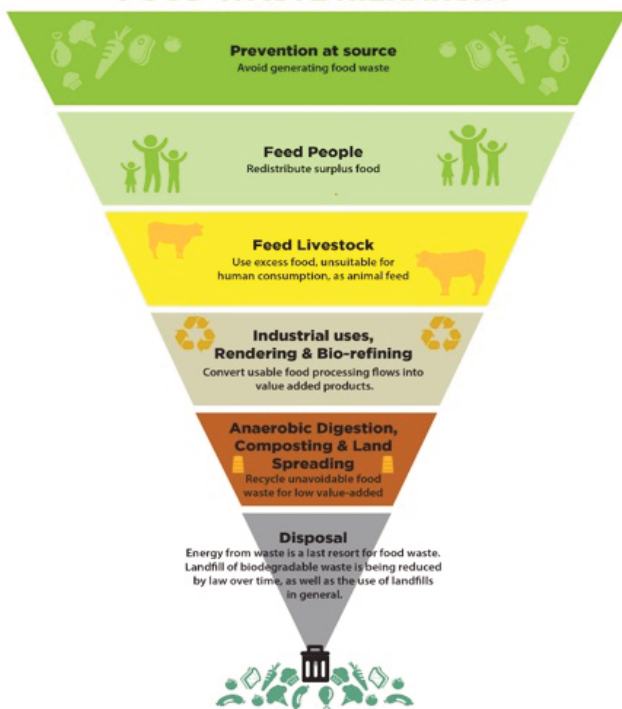 Prevention at source
Avoid generating food waste
Feed People
Redistribute surplus food
Feed Livestock
Use excess food, unsuitable for
human consumption, as animal feed
Industrial uses,
Rendering & Bio-refining
Convert usable food processing flows into
value added products.
Anaerobic Digestion,
Composting & Land
Spreading
Recycle unavoidable food
waste for low value-added
Disposal
Energy from waste is a last resort for food waste.
Landfill of biodegradable waste is being reduced
by law over time, as well as the use of landfills
in general.